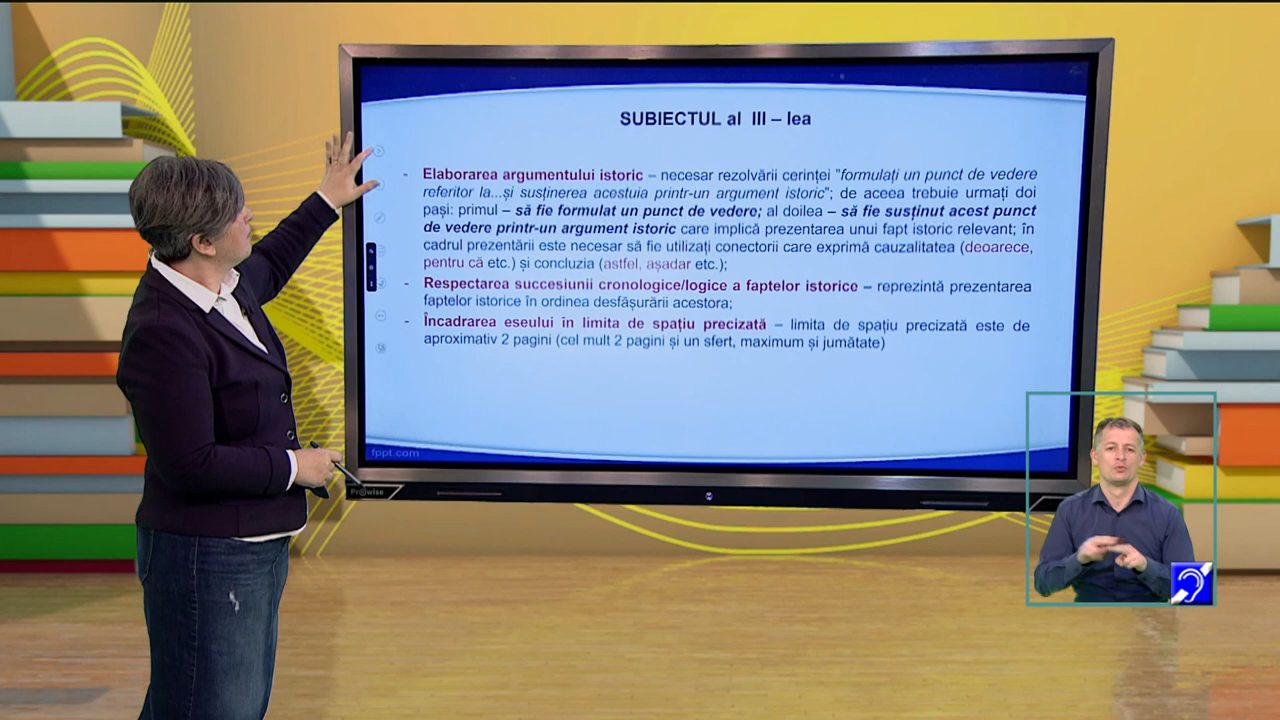 SUBIECTUL al III – lea
- Elaborarea argumentului istoric – necesar rezolvării cerinței "formulați un punct de vedere
referitor la...și susținerea acestuia printr-un argument istoric"; de aceea trebuie urmați doi
pași: primul – să fie formulat un punct de vedere; al doilea – să fie susținut acest punct
de vedere printr-un argument istoric care implică prezentarea unui fapt istoric relevant; în
cadrul prezentării este necesar să fie utilizați conectorii care exprimă cauzalitatea (deoarece,
pentru că etc.) și concluzia (astfel, așadar etc.);
- Respectarea succesiunii cronologice/logice a faptelor istorice – reprezintă prezentarea
faptelor istorice în ordinea desfășurării acestora;
- Încadrarea eseului în limita de spațiu precizată – limita de spațiu precizată este de
aproximativ 2 pagini (cel mult 2 pagini și un sfert, maximum și jumătate)
fppt.com
Prowise